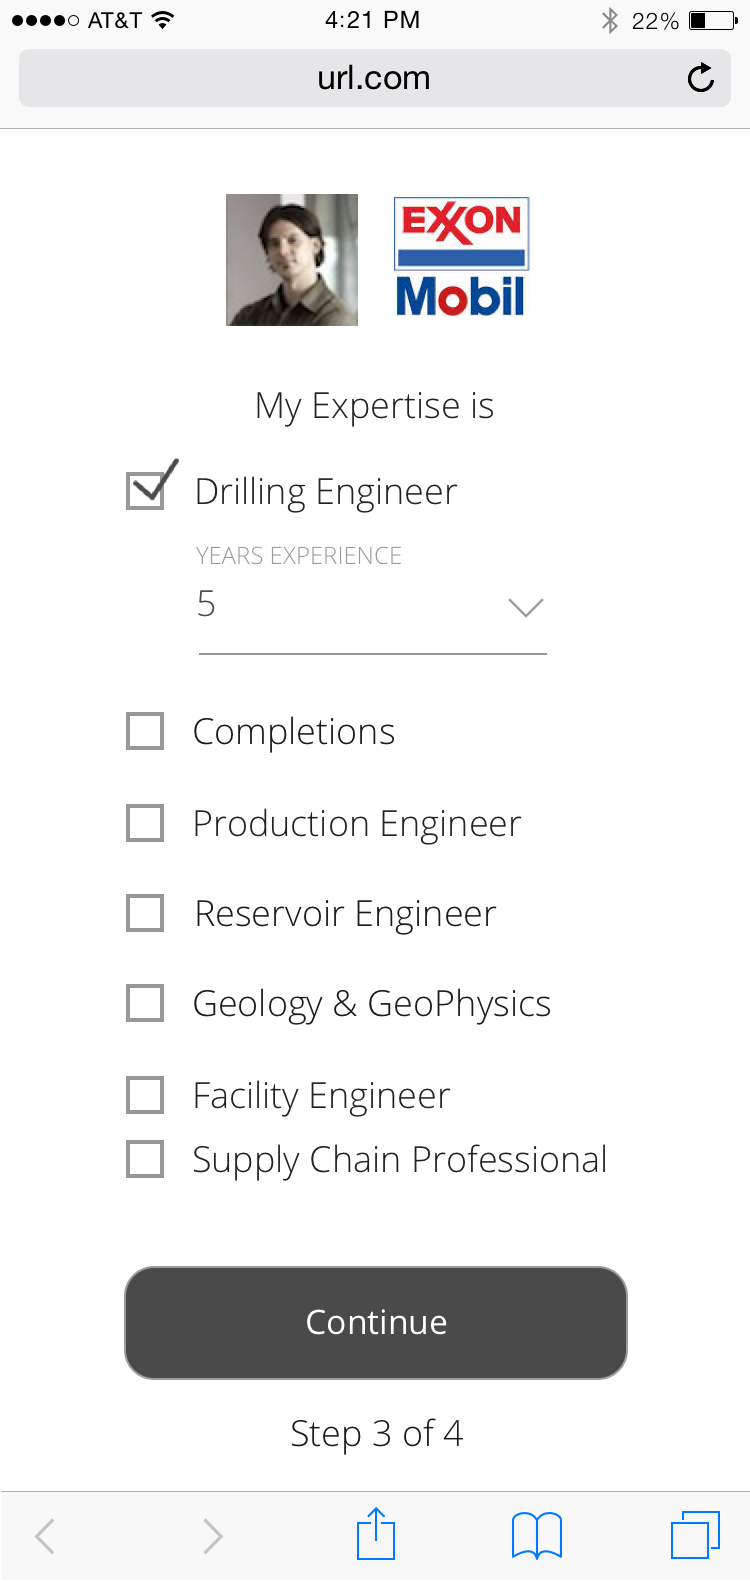 AT&T 4:21 PM 22%
url.com
EXXON
Mobil
My Expertise is
Drilling Engineer
YEARS EXPERIENCE
5
Completions
Production Engineer
Reservoir Engineer
Geology & GeoPhysics
Facility Engineer
Supply Chain Professional
Continue
Step 3 of 4